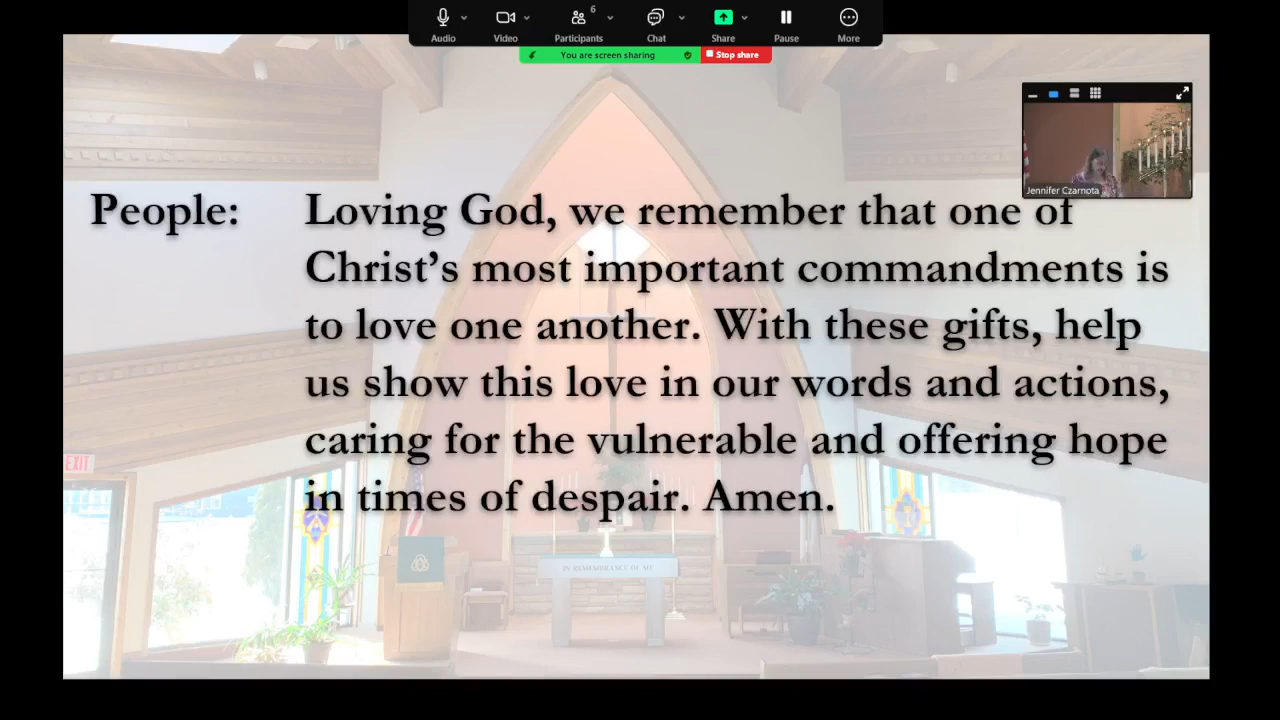 6
Audio Video Participants Chat Share Pause More
You are screen sharing Stop share
Jennifer Czarnota
People: Loving God, we remember that one of
Christ’s most important commandments is
to love one another. With these gifts, help
us show this love in our words and actions,
caring for the vulnerable and offering hope
in times of despair. Amen.
EXIT
IN REMEMBRANCE OF ME